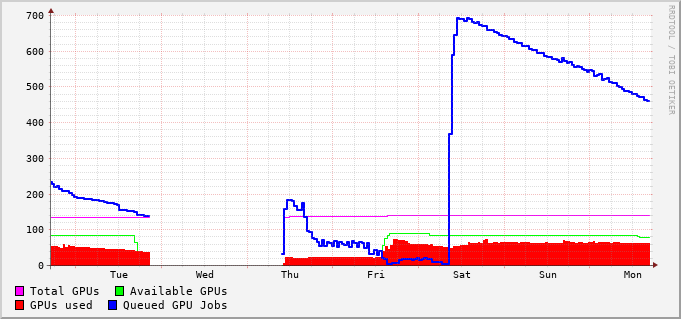 700
600
500
400
300
200
100
0
Tue Wed Thu Fri Sat Sun Mon
Total GPUs Available GPUs
GPUs used Queued GPU Jobs
RRDTOOL / TOBI OETIKER